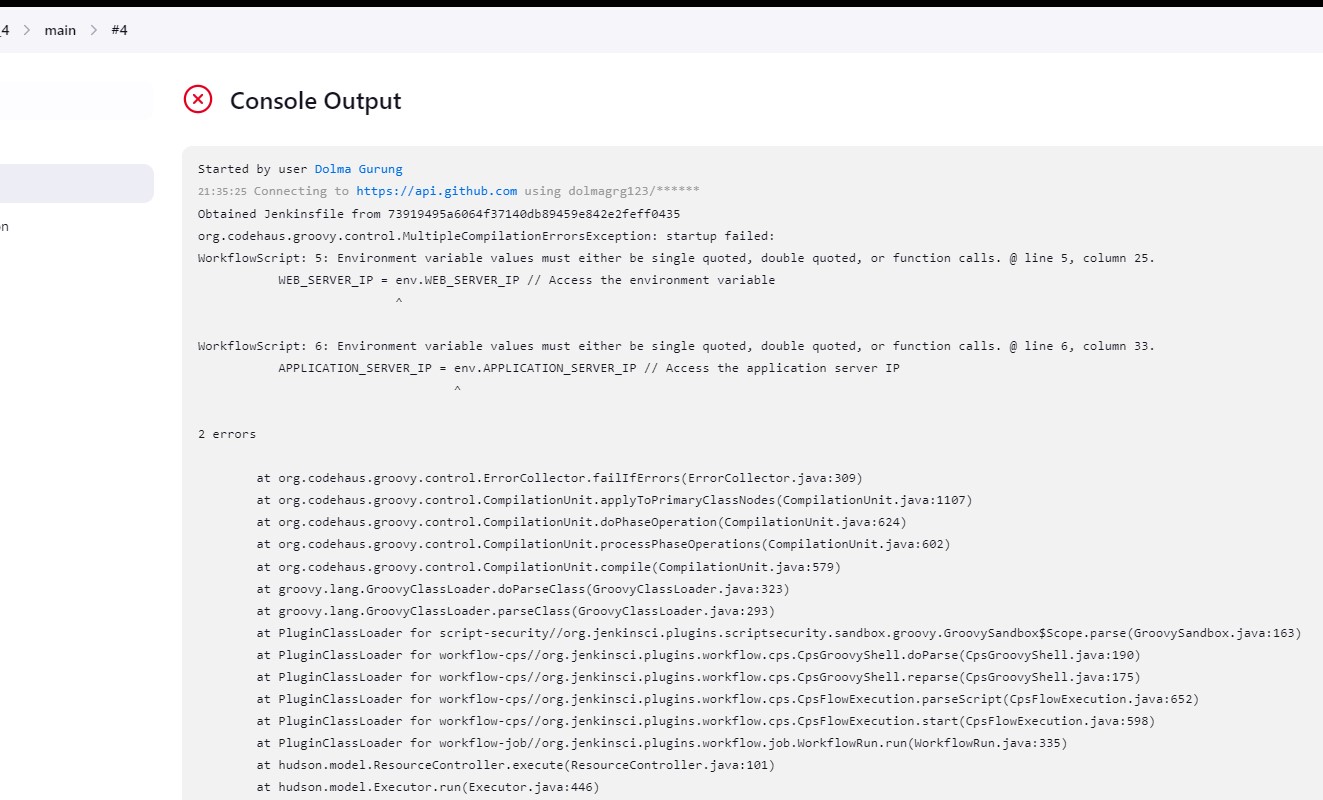 _4 > main > #4
Console Output
Started by user Dolma Gurung
21:35:25 Connecting to https://api.github.com using dolmagrg123/******
Obtained Jenkinsfile from 73919495a6064f37140db89459e842e2feff0435
org.codehaus.groovy.control.MultipleCompilationErrorsException: startup failed:
WorkflowScript: 5: Environment variable values must either be single quoted, double quoted, or function calls. @ line 5, column 25.
WEB_SERVER_IP = env.WEB_SERVER_IP // Access the environment variable
^
n
WorkflowScript: 6: Environment variable values must either be single quoted, double quoted, or function calls. @ line 6, column 33.
APPLICATION_SERVER_IP = env.APPLICATION_SERVER_IP // Access the application server IP
^
2 errors
at org.codehaus.groovy.control.ErrorCollector.failIfErrors(ErrorCollector.java:309)
at org.codehaus.groovy.control.CompilationUnit.applyToPrimaryClassNodes(CompilationUnit.java:1107)
at org.codehaus.groovy.control.CompilationUnit.doPhaseOperation(CompilationUnit.java:624)
at org.codehaus.groovy.control.CompilationUnit.processPhaseOperations(CompilationUnit.java:602)
at org.codehaus.groovy.control.CompilationUnit.compile(CompilationUnit.java:579)
at groovy.lang.GroovyClassLoader.doParseClass(GroovyClassLoader.java:323)
at groovy.lang.GroovyClassLoader.parseClass(GroovyClassLoader.java:293)
at PluginClassLoader for script-security//org.jenkinsci.plugins.scriptsecurity.sandbox.groovy.GroovySandbox$Scope.parse(GroovySandbox.java:163)
at PluginClassLoader for workflow-cps//org.jenkinsci.plugins.workflow.cps.CpsGroovyShell.doParse(CpsGroovyShell.java:190)
at PluginClassLoader for workflow-cps//org.jenkinsci.plugins.workflow.cps.CpsGroovyShell.reparse(CpsGroovyShell.java:175)
at PluginClassLoader for workflow-cps//org.jenkinsci.plugins.workflow.cps.CpsFlowExecution.parseScript(CpsFlowExecution.java:652)
at PluginClassLoader for workflow-cps//org.jenkinsci.plugins.workflow.cps.CpsFlowExecution.start(CpsFlowExecution.java:598)
at PluginClassLoader for workflow-job//org.jenkinsci.plugins.workflow.job.WorkflowRun.run(WorkflowRun.java:335)
at hudson.model.ResourceController.execute(ResourceController.java:101)
at hudson.model.Executor.run(Executor.java:446)